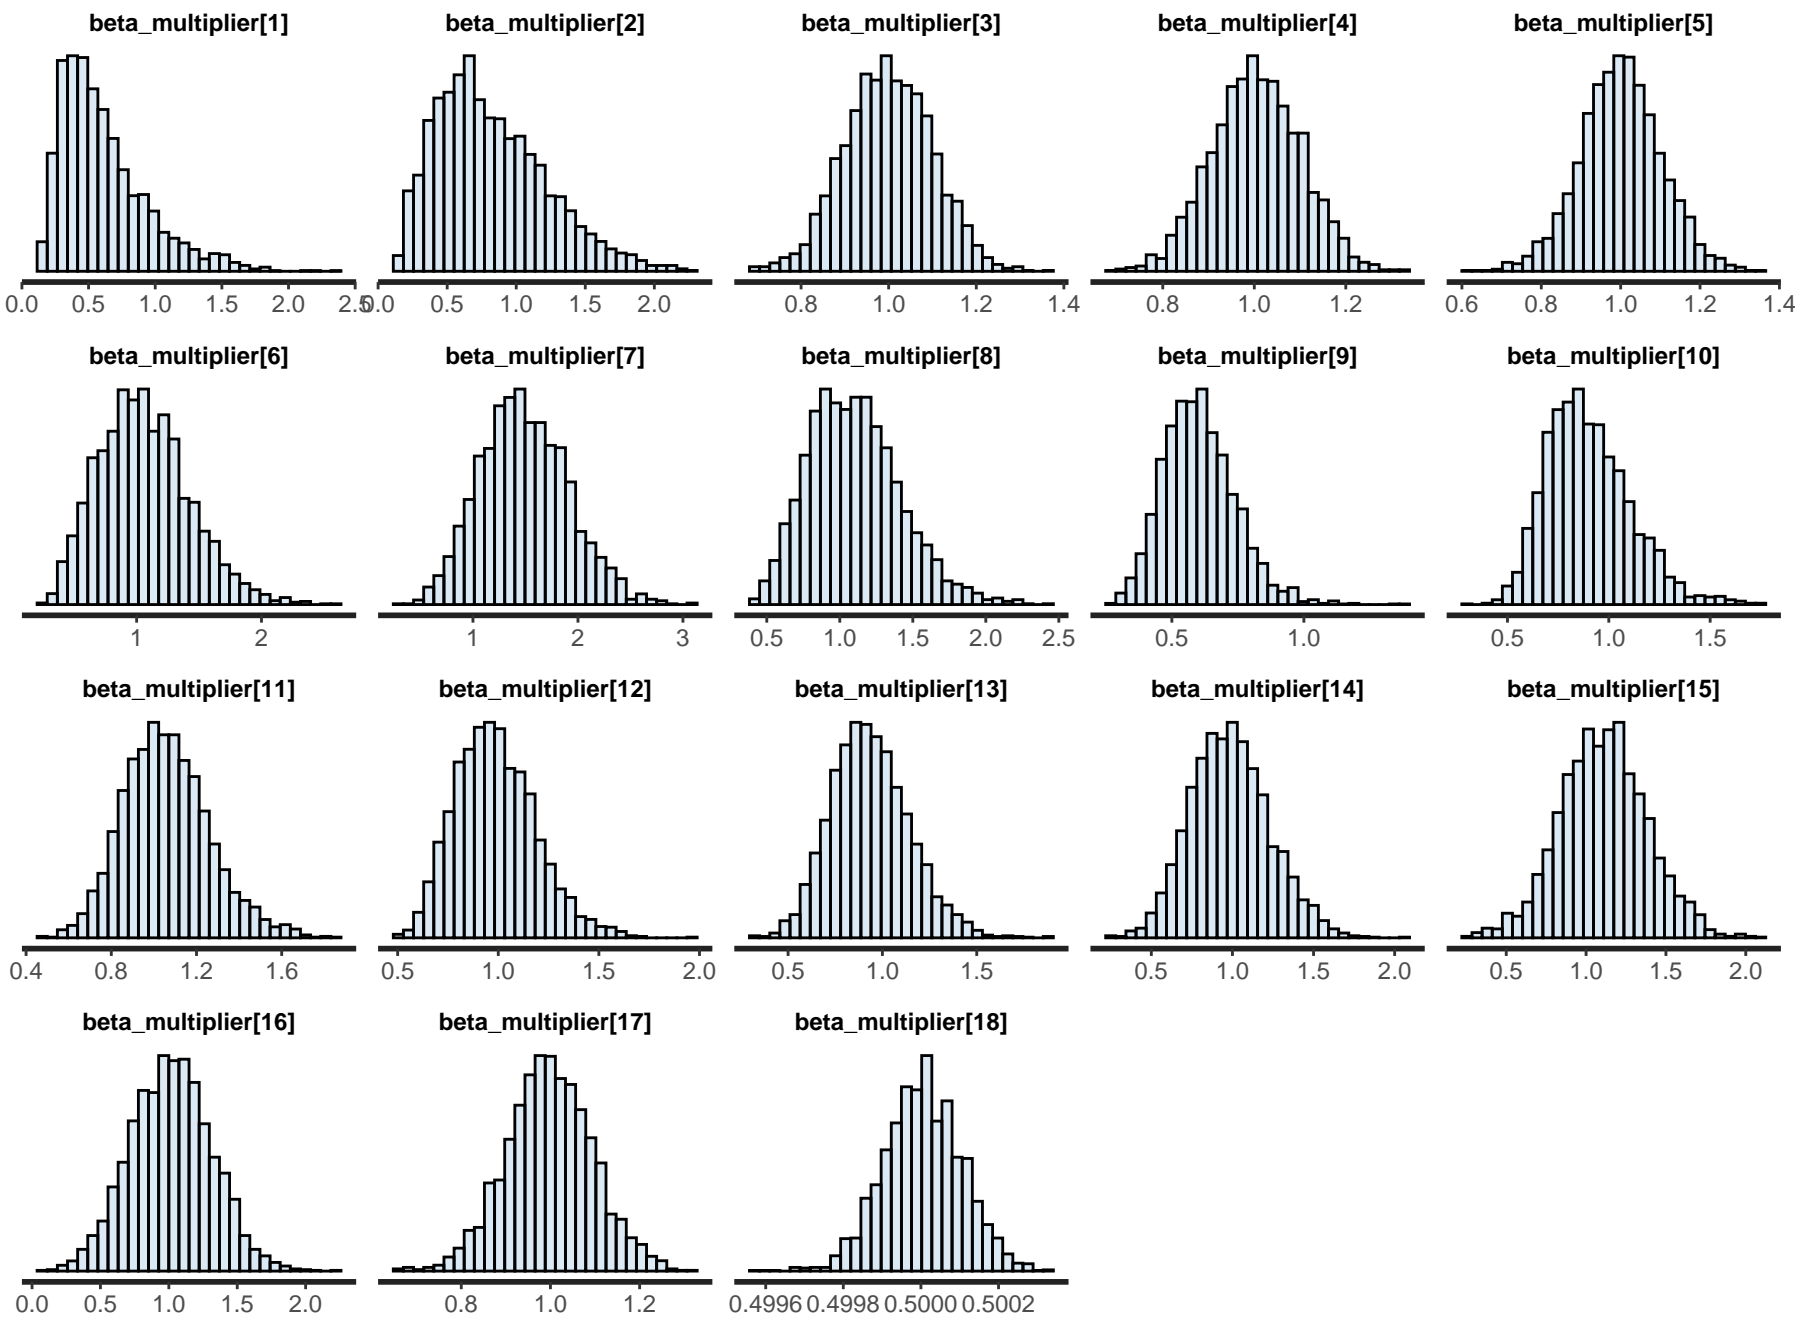 beta_multiplier[1] beta_multiplier[2] beta_multiplier[3] beta_multiplier[4] beta_multiplier[5]
0.0 0.5 1.0 1.5 2.0 2.5 0.0 0.5 1.0 1.5 2.0 0.8 1.0 1.2 1.4 0.8 1.0 1.2 0.6 0.8 1.0 1.2 1.4
beta_multiplier[6] beta_multiplier[7] beta_multiplier[8] beta_multiplier[9] beta_multiplier[10]
1 2 1 2 3 0.5 1.0 1.5 2.0 2.5 0.5 1.0 0.5 1.0 1.5
beta_multiplier[11] beta_multiplier[12] beta_multiplier[13] beta_multiplier[14] beta_multiplier[15]
0.4 0.8 1.2 1.6 0.5 1.0 1.5 2.0 0.5 1.0 1.5 0.5 1.0 1.5 2.0 0.5 1.0 1.5 2.0
beta_multiplier[16] beta_multiplier[17] beta_multiplier[18]
0.0 0.5 1.0 1.5 2.0 0.8 1.0 1.2 0.4996 0.4998 0.5000 0.5002